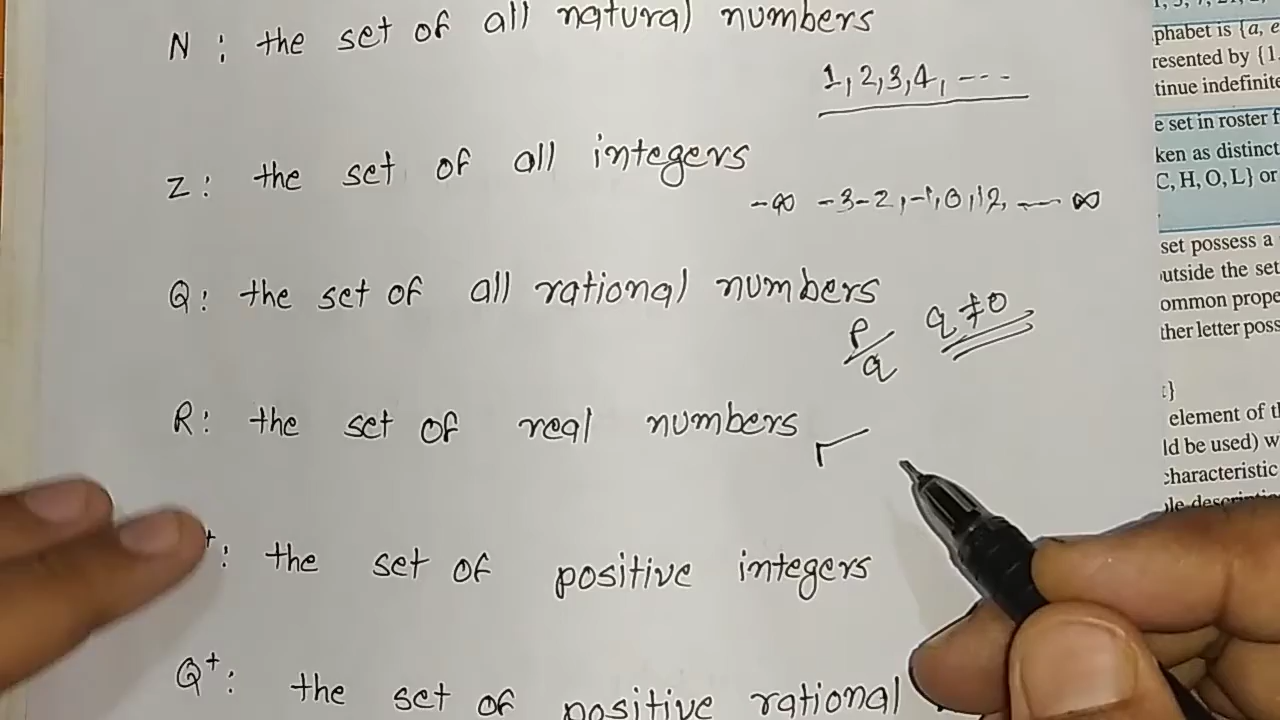 N : the set of all natural numbers
1, 2, 3, 4, ---
Z : the set of all integers
-∞ -3 -2, -1, 0, 1, 2, --- ∞
Q : the set of all rational numbers
p/q q≠0
R : the set of real numbers
+ : the set of positive integers
Q+ : the set of positive rational
phabet is {a, e
resented by {1,
tinue indefinite
e set in roster f
ken as distinct
C, H, O, L} or
set possess a
utside the set
ommon prope
ther letter poss
}
element of t
ld be used) w
characteristic